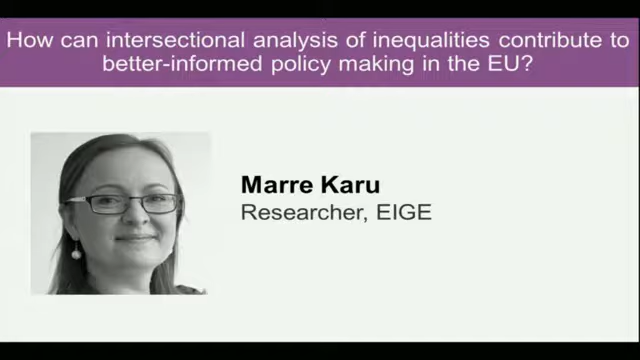 How can intersectional analysis of inequalities contribute to
better-informed policy making in the EU?
Marre Karu
Researcher, EIGE